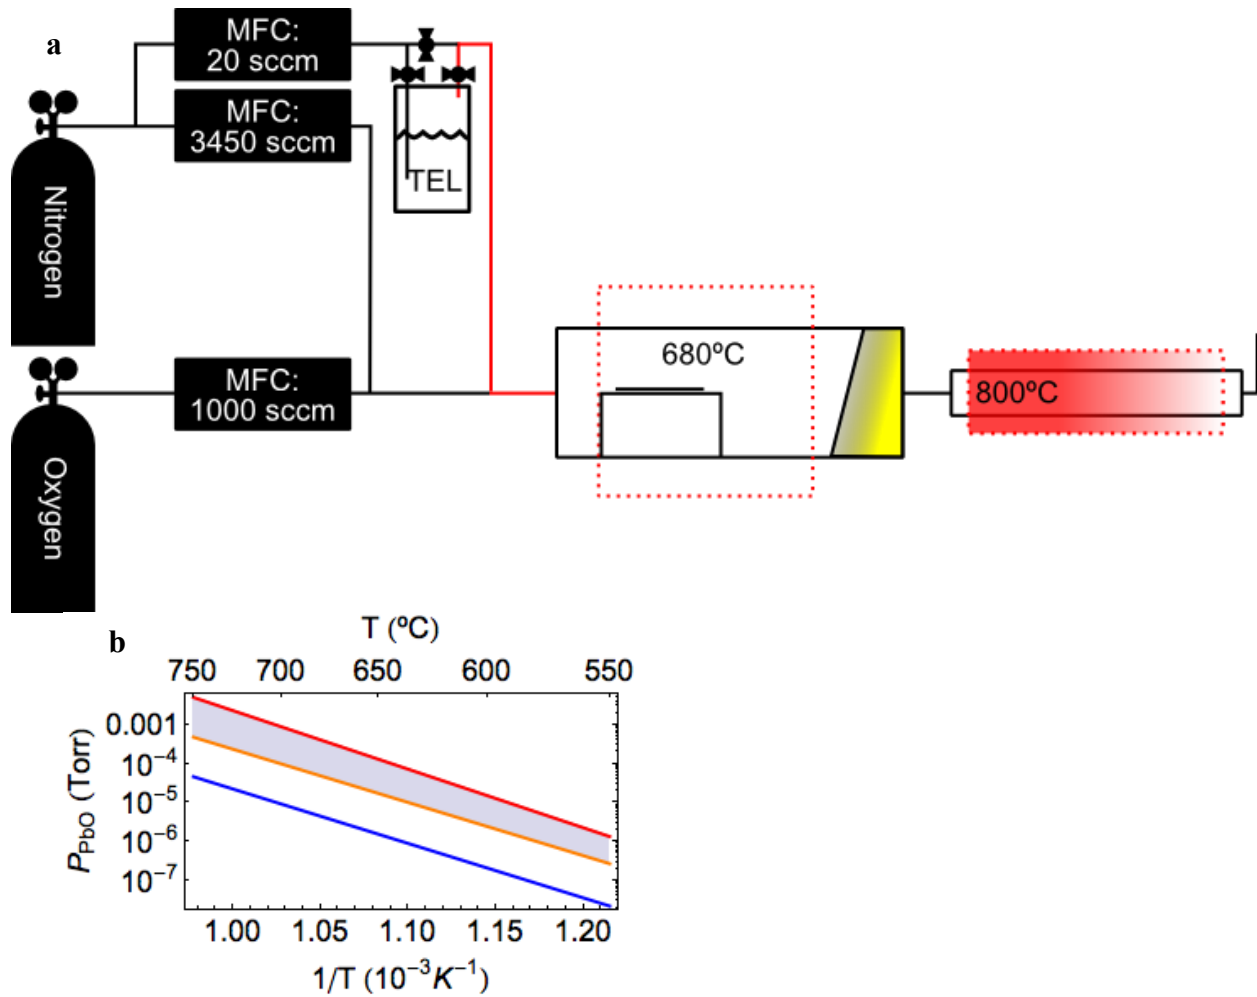 a
MFC:
20 sccm
MFC:
3450 sccm
TEL
Nitrogen
MFC:
1000 sccm
Oxygen
680ºC
800ºC
b
T (ºC)
750 700 650 600 550
0.001
10⁻⁴
10⁻⁵
10⁻⁶
10⁻⁷
P_PbO (Torr)
1.00 1.05 1.10 1.15 1.20
1/T (10⁻³K⁻¹)